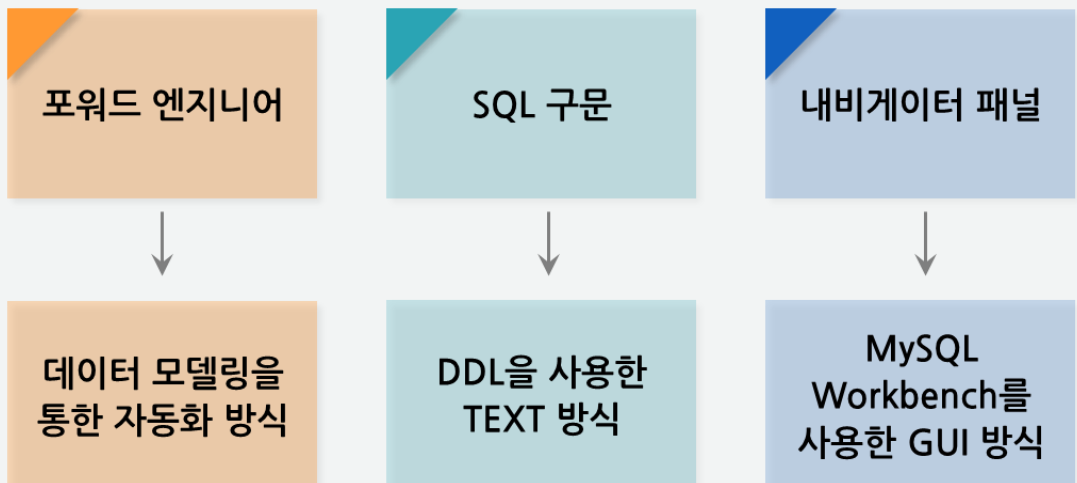 포워드 엔지니어
SQL 구문
내비게이터 패널
데이터 모델링을
통한 자동화 방식
DDL을 사용한
TEXT 방식
MySQL
Workbench를
사용한 GUI 방식